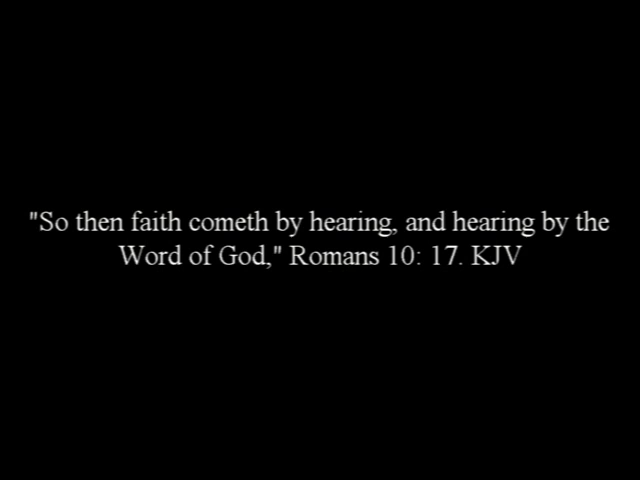 "So then faith cometh by hearing, and hearing by the
Word of God," Romans 10: 17. KJV